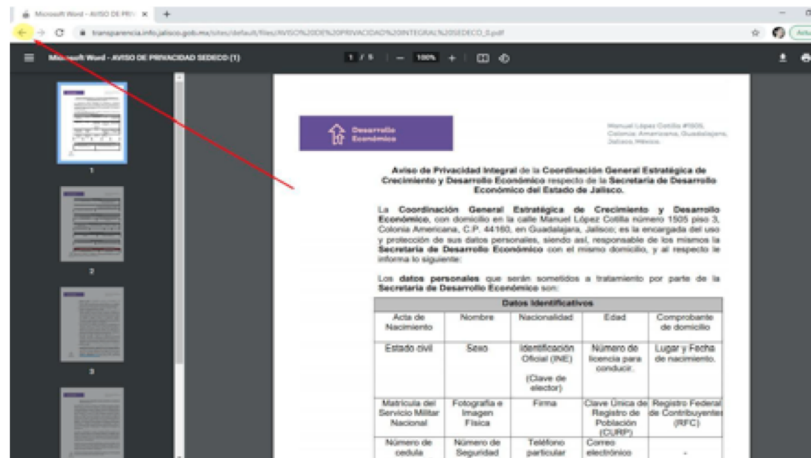 Microsoft Word - AVISO DE PRI
transparencia.info.jalisco.gob.mx/sites/default/files/AVISO%20DE%20PRIVACIDAD%20INTEGRAL%20SEDECO_0.pdf
Microsoft Word - AVISO DE PRIVACIDAD SEDECO (1)
1 / 5
100%
1
2
3
Desarrollo
Económico
Manuel López Cotilla #1505,
Colonia Americana, Guadalajara,
Jalisco, México.
Aviso de Privacidad Integral de la Coordinación General Estratégica de
Crecimiento y Desarrollo Económico respecto de la Secretaría de Desarrollo
Económico del Estado de Jalisco.
La Coordinación General Estratégica de Crecimiento y Desarrollo
Económico, con domicilio en la calle Manuel López Cotilla número 1505 piso 3,
Colonia Americana, C.P. 44160, en Guadalajara, Jalisco; es la encargada del uso
y protección de sus datos personales, siendo así, responsable de los mismos la
Secretaría de Desarrollo Económico con el mismo domicilio, y al respecto le
informa lo siguiente:
Los datos personales que serán sometidos a tratamiento por parte de la
Secretaría de Desarrollo Económico son:
Datos Identificativos
Acta de Nacimiento
Nombre
Nacionalidad
Edad
Comprobante de domicilio
Estado civil
Sexo
Identificación Oficial (INE)
(Clave de elector)
Número de licencia para conducir.
Lugar y Fecha de nacimiento.
Matrícula del Servicio Militar Nacional
Fotografía e Imagen Física
Firma
Clave Única de Registro de Población (CURP)
Registro Federal de Contribuyentes (RFC)
Número de cedula
Número de Seguridad
Teléfono particular
Correo electrónico
-